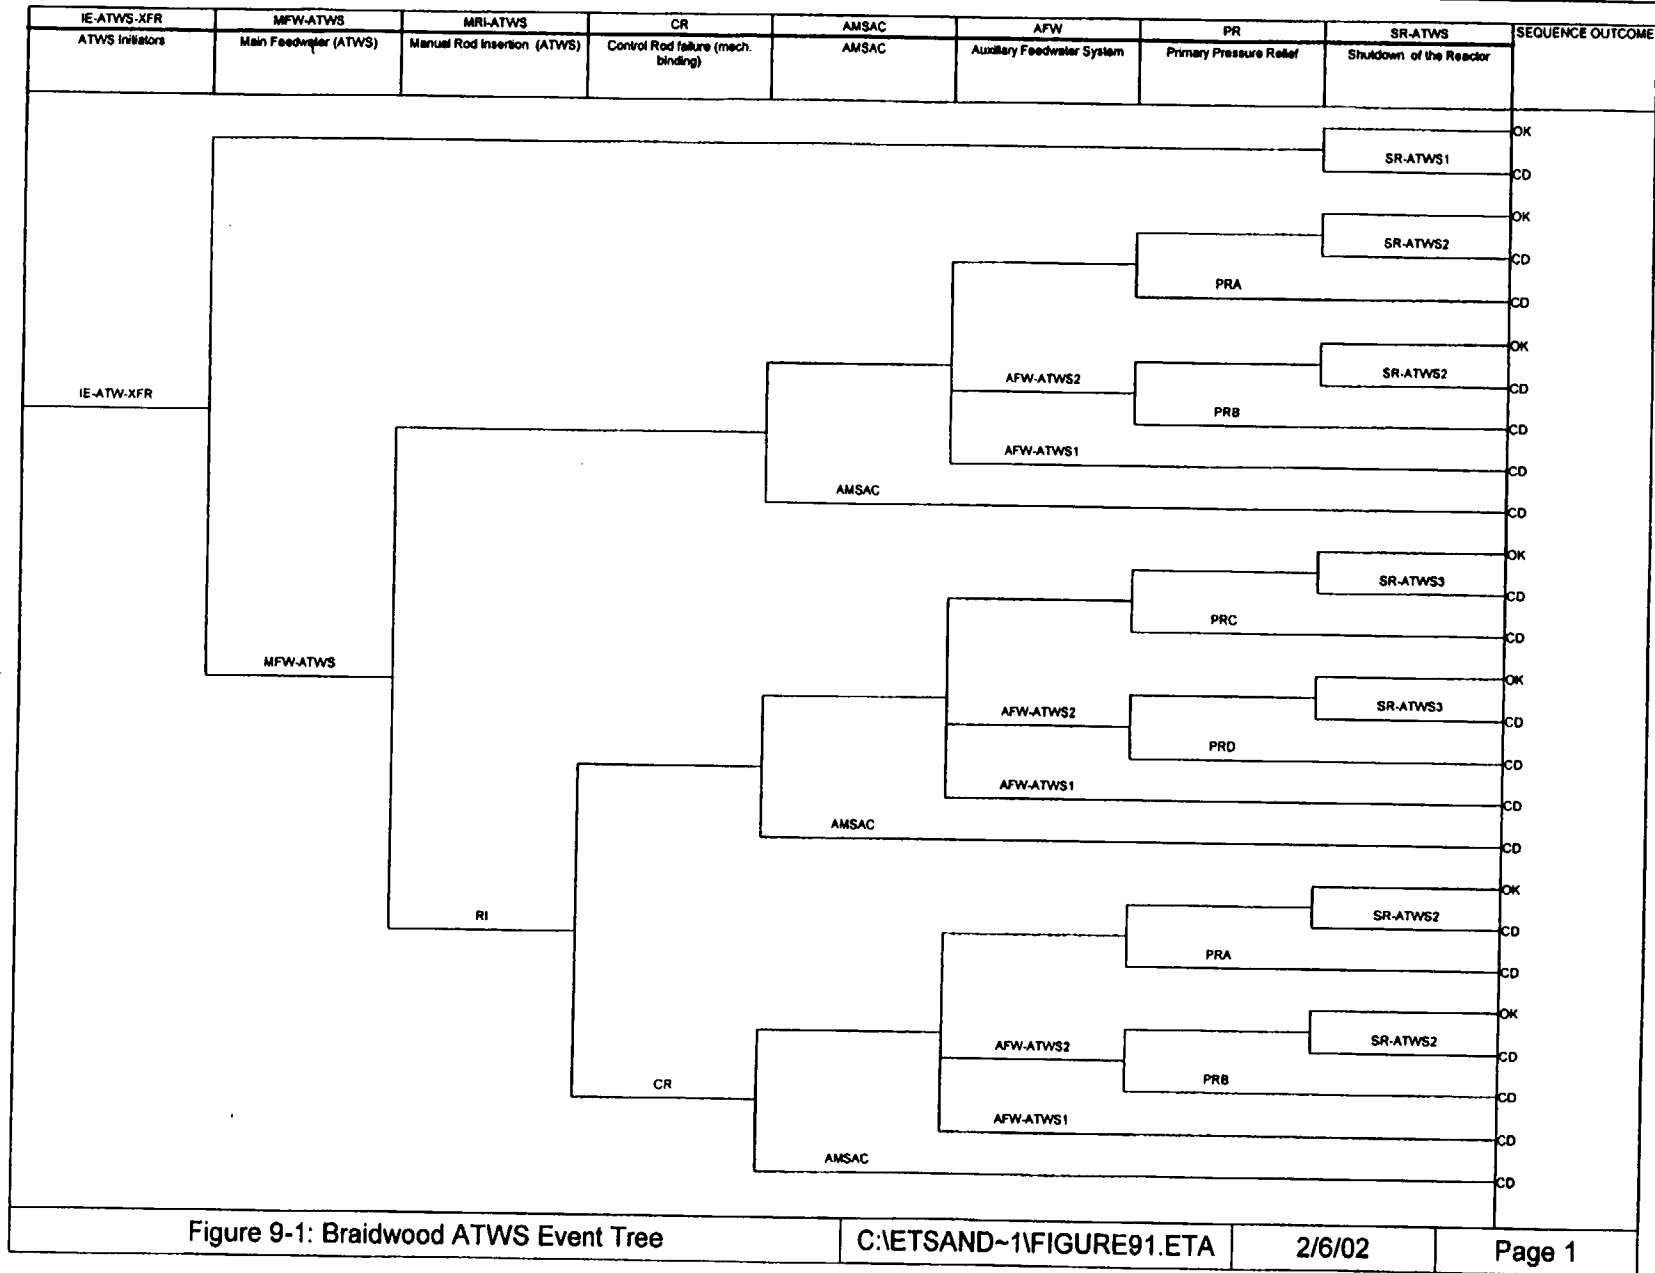 IE-ATWS-XFR MFW-ATWS MRI-ATWS CR AMSAC AFW PR SR-ATWS SEQUENCE OUTCOME
ATWS Initiators Main Feedwater (ATWS) Manual Rod Insertion (ATWS) Control Rod failure (mech. AMSAC Auxiliary Feedwater System Primary Pressure Relief Shutdown of the Reactor
binding)
OK
SR-ATWS1
CD
OK
SR-ATWS2
CD
PRA
CD
OK
SR-ATWS2
AFW-ATWS2
CD
IE-ATW-XFR
PRB
CD
AFW-ATWS1
CD
AMSAC
CD
OK
SR-ATWS3
CD
PRC
CD
MFW-ATWS
OK
SR-ATWS3
AFW-ATWS2
CD
PRD
CD
AFW-ATWS1
CD
AMSAC
CD
OK
RI
SR-ATWS2
CD
PRA
CD
OK
SR-ATWS2
AFW-ATWS2
CD
PRB
CR
CD
AFW-ATWS1
CD
AMSAC
CD
Figure 9-1: Braidwood ATWS Event Tree C:\ETSAND~1\FIGURE91.ETA 2/6/02 Page 1